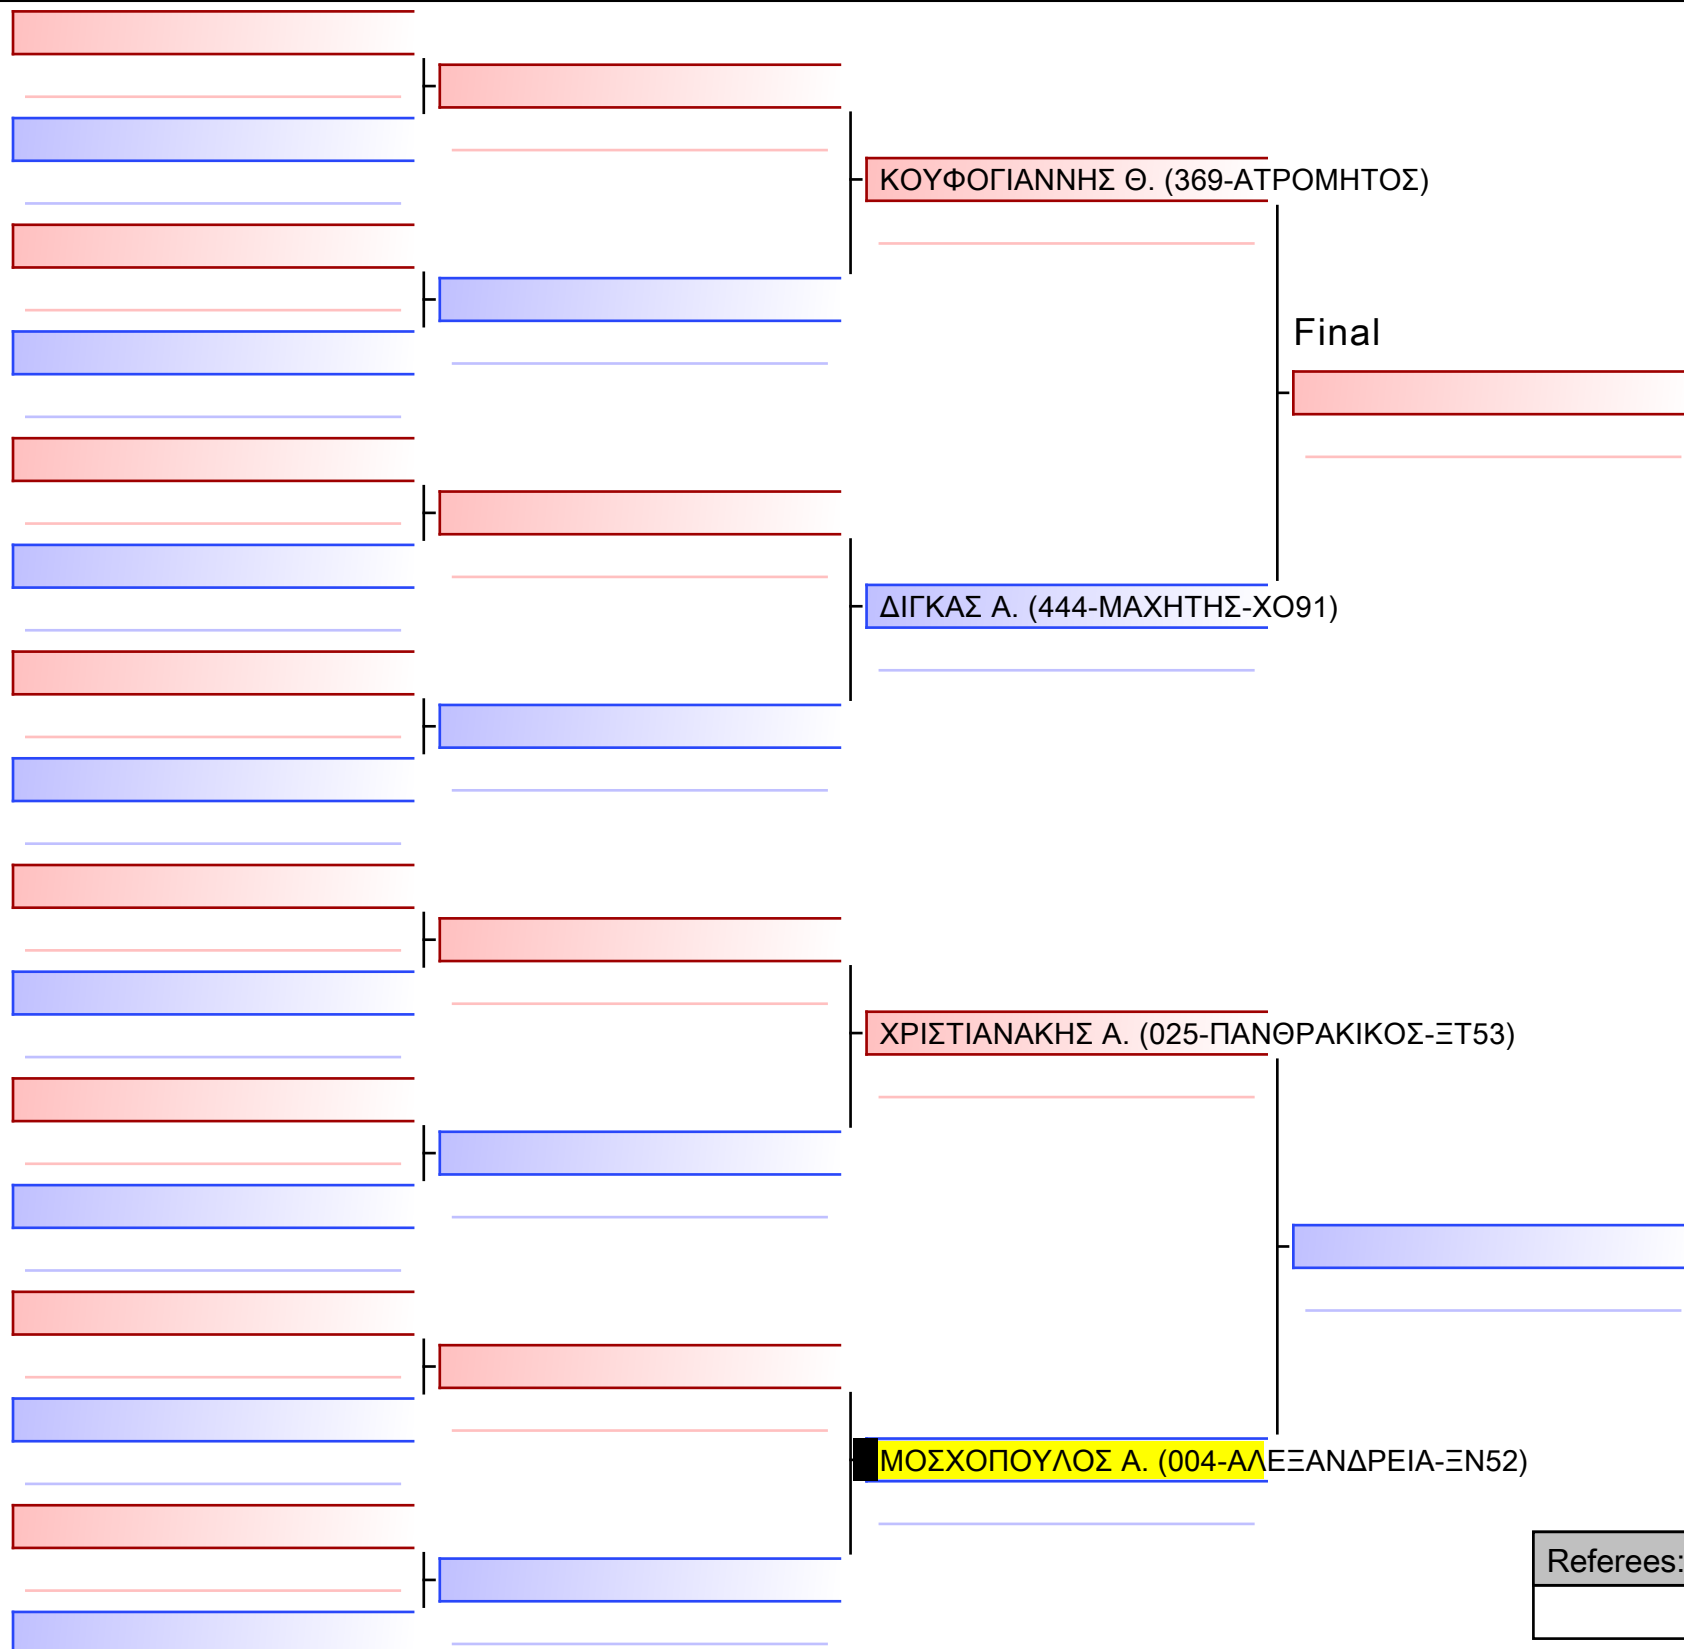 ΚΟΥΦΟΓΙΑΝΝΗΣ Θ. (369-ΑΤΡΟΜΗΤΟΣ)
Final
ΔΙΓΚΑΣ Α. (444-ΜΑΧΗΤΗΣ-ΧΟ91)
ΧΡΙΣΤΙΑΝΑΚΗΣ Α. (025-ΠΑΝΘΡΑΚΙΚΟΣ-ΞΤ53)
ΜΟΣΧΟΠΟΥΛΟΣ Α. (004-ΑΛΕΞΑΝΔΡΕΙΑ-ΞΝ52)
Referees: